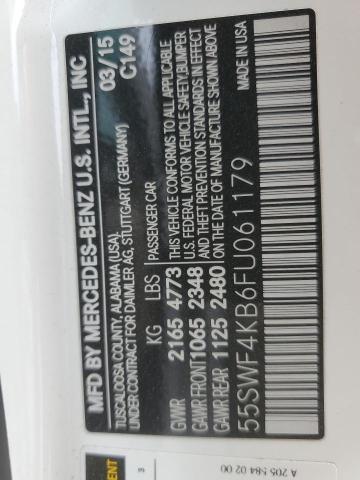 MFD BY MERCEDES-BENZ U.S. INTL., INC
TUSCALOOSA COUNTY, ALABAMA (USA), 03/15
UNDER CONTRACT FOR DAIMLER AG, STUTTGART (GERMANY) C149
KG LBS PASSENGER CAR
GVWR 2165 4773 THIS VEHICLE CONFORMS TO ALL APPLICABLE
GAWR FRONT 1065 2348 U.S. FEDERAL MOTOR VEHICLE SAFETY, BUMPER
AND THEFT PREVENTION STANDARDS IN EFFECT
GAWR REAR 1125 2480 ON THE DATE OF MANUFACTURE SHOWN ABOVE
55SWF4KB6FU061179 MADE IN USA
A 205 584 02 00
3